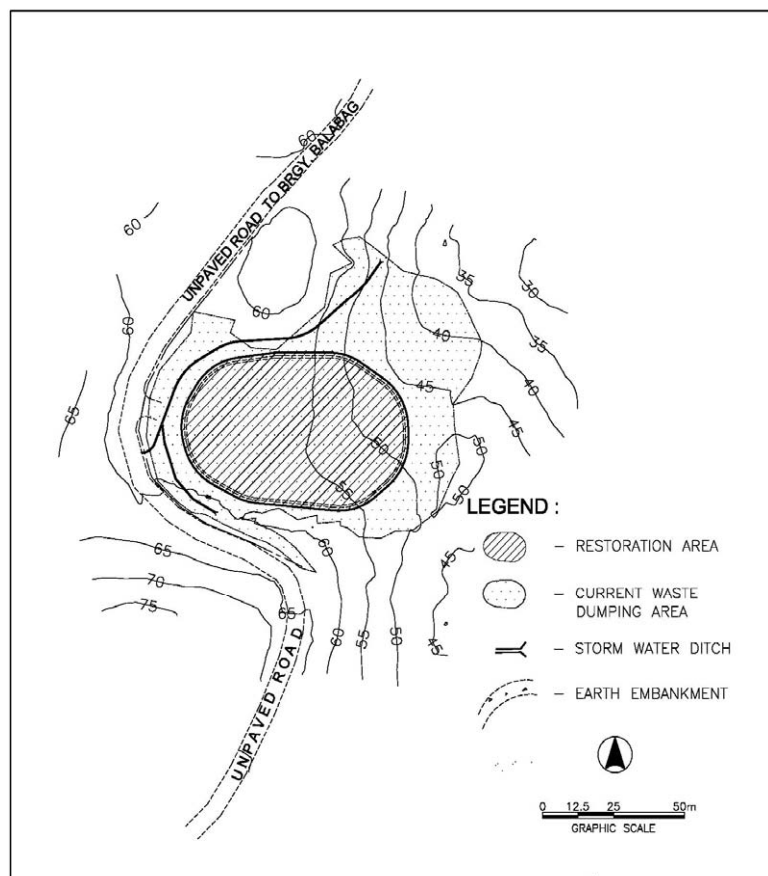 60
UNPAVED ROAD TO BRGY. BALABAG
60
35
30
60
60
35
40
40
45
65
50
45
50
50
55
50
LEGEND :
RESTORATION AREA
CURRENT WASTE
DUMPING AREA
STORM WATER DITCH
EARTH EMBANKMENT
65
60
45
70
75
65
60
55
50
45
UNPAVED ROAD
0 12.5 25 50m
GRAPHIC SCALE